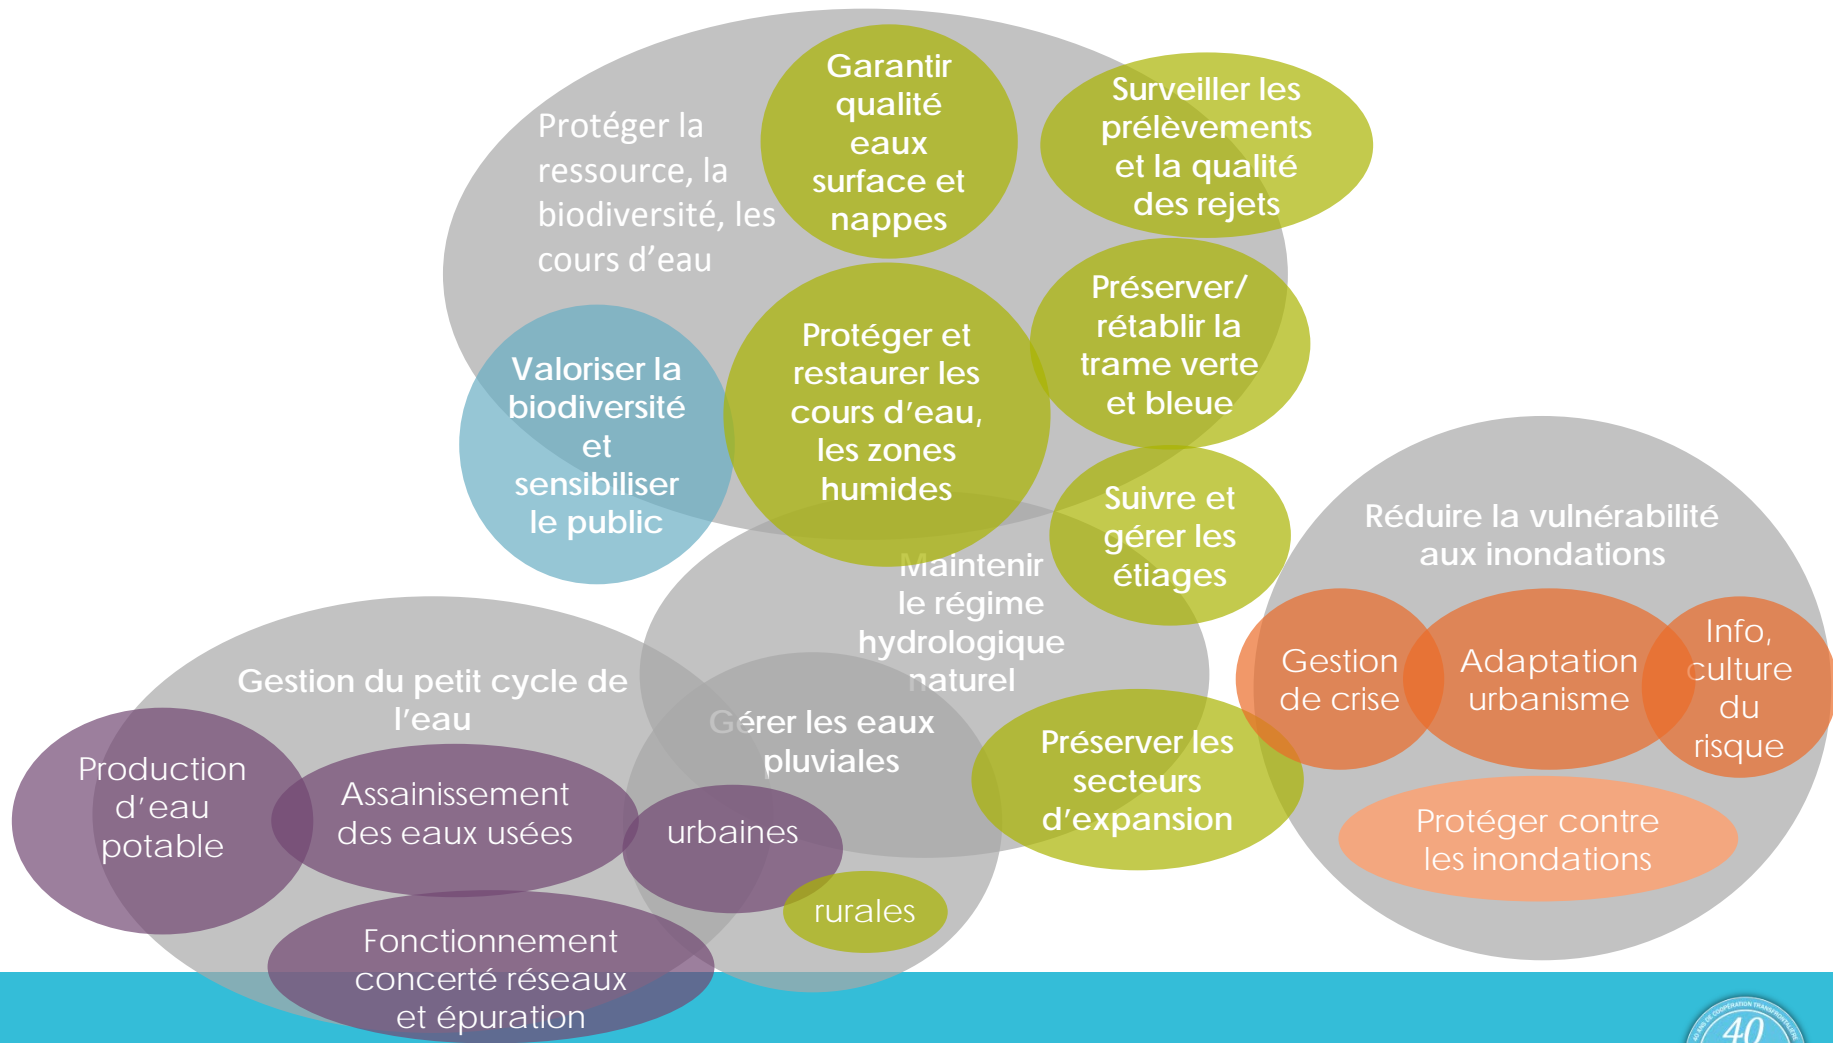 Protéger la
ressource, la
biodiversité, les
cours d'eau
Garantir
qualité
eaux
surface et
nappes
Surveiller les
prélèvements
et la qualité
des rejets
Préserver/
rétablir la
trame verte
et bleue
Valoriser la
biodiversité
et
sensibiliser
le public
Protéger et
restaurer les
cours d'eau,
les zones
humides
Suivre et
gérer les
étiages
Maintenir
le régime
hydrologique
naturel
Réduire la vulnérabilité
aux inondations
Gestion
de crise
Adaptation
urbanisme
Info,
culture
du
risque
Protéger contre
les inondations
Gestion du petit cycle de
l'eau
Gérer les eaux
pluviales
Préserver les
secteurs
d'expansion
Production
d'eau
potable
Assainissement
des eaux usées
urbaines
rurales
Fonctionnement
concerté réseaux
et épuration
40 ANS DE COOPÉRATION
40